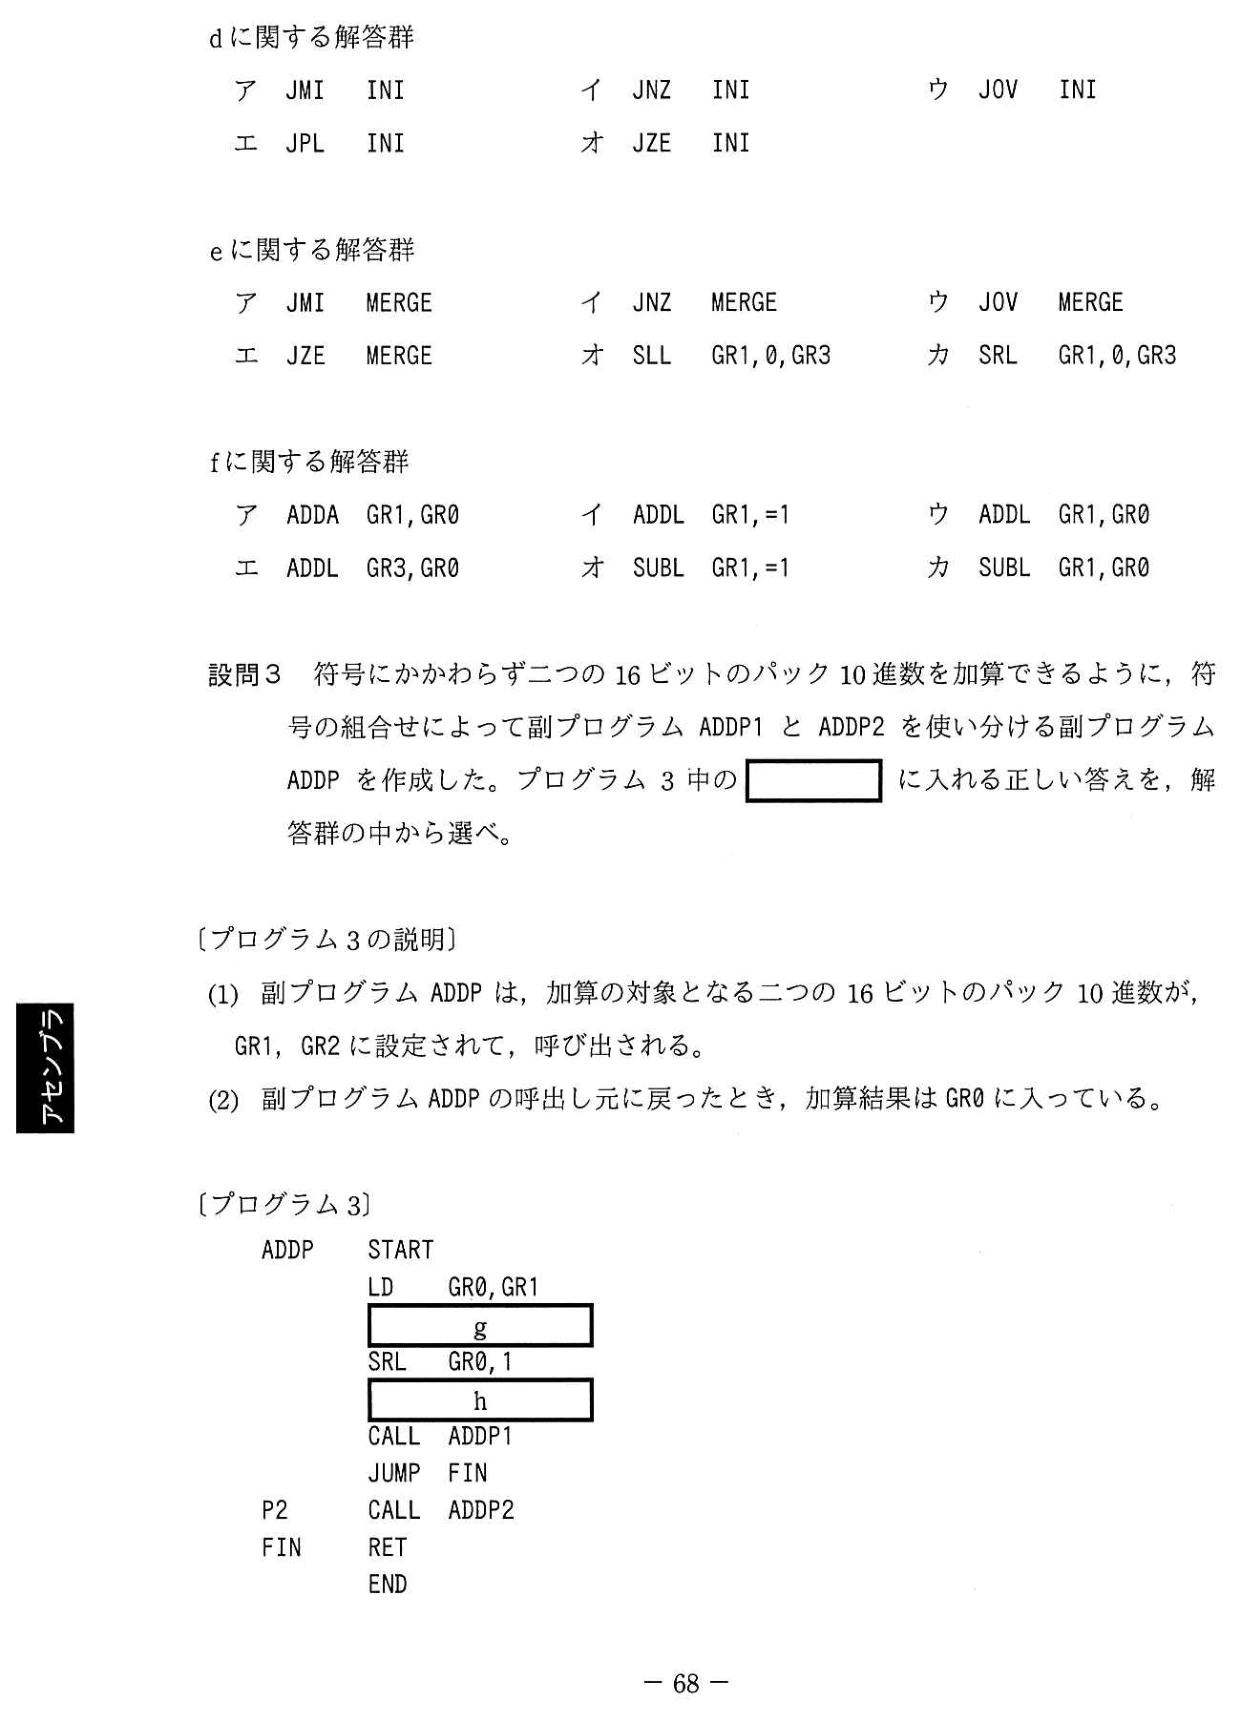 dに関する解答群
ア JMI INI イ JNZ INI ウ JOV INI
エ JPL INI オ JZE INI
eに関する解答群
ア JMI MERGE イ JNZ MERGE ウ JOV MERGE
エ JZE MERGE オ SLL GR1,0,GR3 カ SRL GR1,0,GR3
fに関する解答群
ア ADDA GR1,GR0 イ ADDL GR1,=1 ウ ADDL GR1,GR0
エ ADDL GR3,GR0 オ SUBL GR1,=1 カ SUBL GR1,GR0
設問3 符号にかかわらず二つの 16 ビットのパック 10 進数を加算できるように，符
号の組合せによって副プログラム ADDP1 と ADDP2 を使い分ける副プログラム
ADDP を作成した。プログラム 3 中の に入れる正しい答えを，解
答群の中から選べ。
〔プログラム 3 の説明〕
(1) 副プログラム ADDP は，加算の対象となる二つの 16 ビットのパック 10 進数が，
GR1，GR2 に設定されて，呼び出される。
(2) 副プログラム ADDP の呼出し元に戻ったとき，加算結果は GR0 に入っている。
アセンブラ
〔プログラム 3〕
ADDP START
LD GR0,GR1
g
SRL GR0,1
h
CALL ADDP1
JUMP FIN
P2 CALL ADDP2
FIN RET
END
－ 68 －